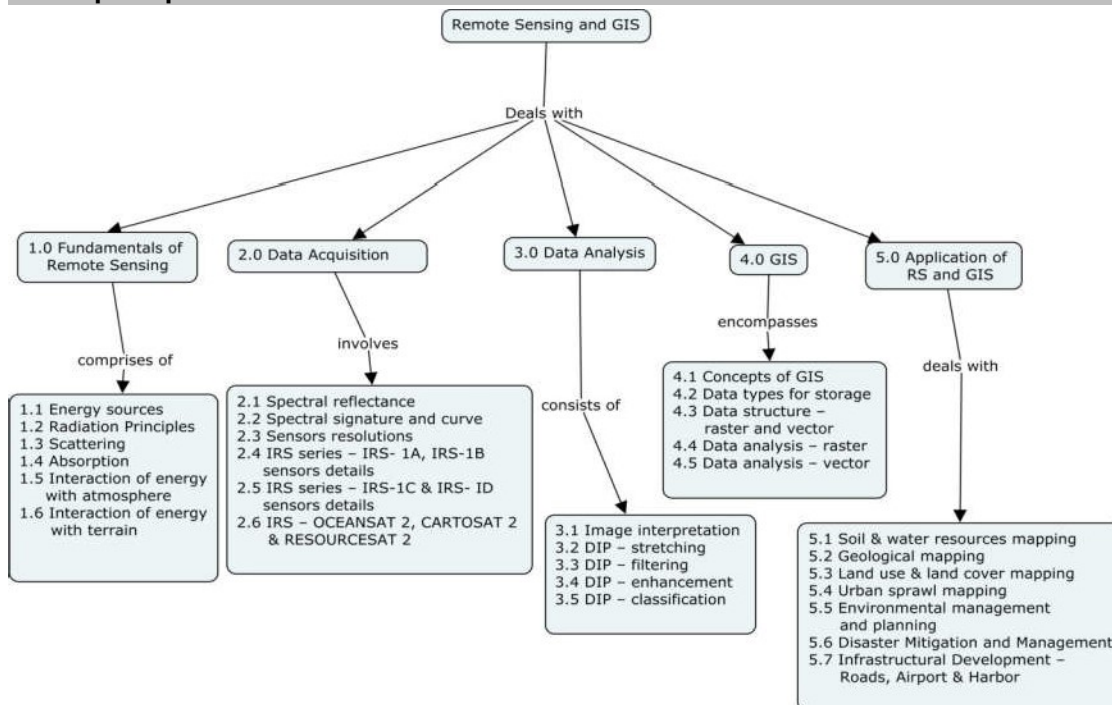 Remote Sensing and GIS
Deals with
1.0 Fundamentals of
Remote Sensing
2.0 Data Acquisition
3.0 Data Analysis
4.0 GIS
5.0 Application of
RS and GIS
comprises of
involves
consists of
encompasses
deals with
1.1 Energy sources
1.2 Radiation Principles
1.3 Scattering
1.4 Absorption
1.5 Interaction of energy
with atmosphere
1.6 Interaction of energy
with terrain
2.1 Spectral reflectance
2.2 Spectral signature and curve
2.3 Sensors resolutions
2.4 IRS series – IRS- 1A, IRS-1B
sensors details
2.5 IRS series – IRS-1C & IRS- ID
sensors details
2.6 IRS – OCEANSAT 2, CARTOSAT 2
& RESOURCESAT 2
3.1 Image interpretation
3.2 DIP – stretching
3.3 DIP – filtering
3.4 DIP – enhancement
3.5 DIP – classification
4.1 Concepts of GIS
4.2 Data types for storage
4.3 Data structure –
raster and vector
4.4 Data analysis – raster
4.5 Data analysis – vector
5.1 Soil & water resources mapping
5.2 Geological mapping
5.3 Land use & land cover mapping
5.4 Urban sprawl mapping
5.5 Environmental management
and planning
5.6 Disaster Mitigation and Management
5.7 Infrastructural Development –
Roads, Airport & Harbor